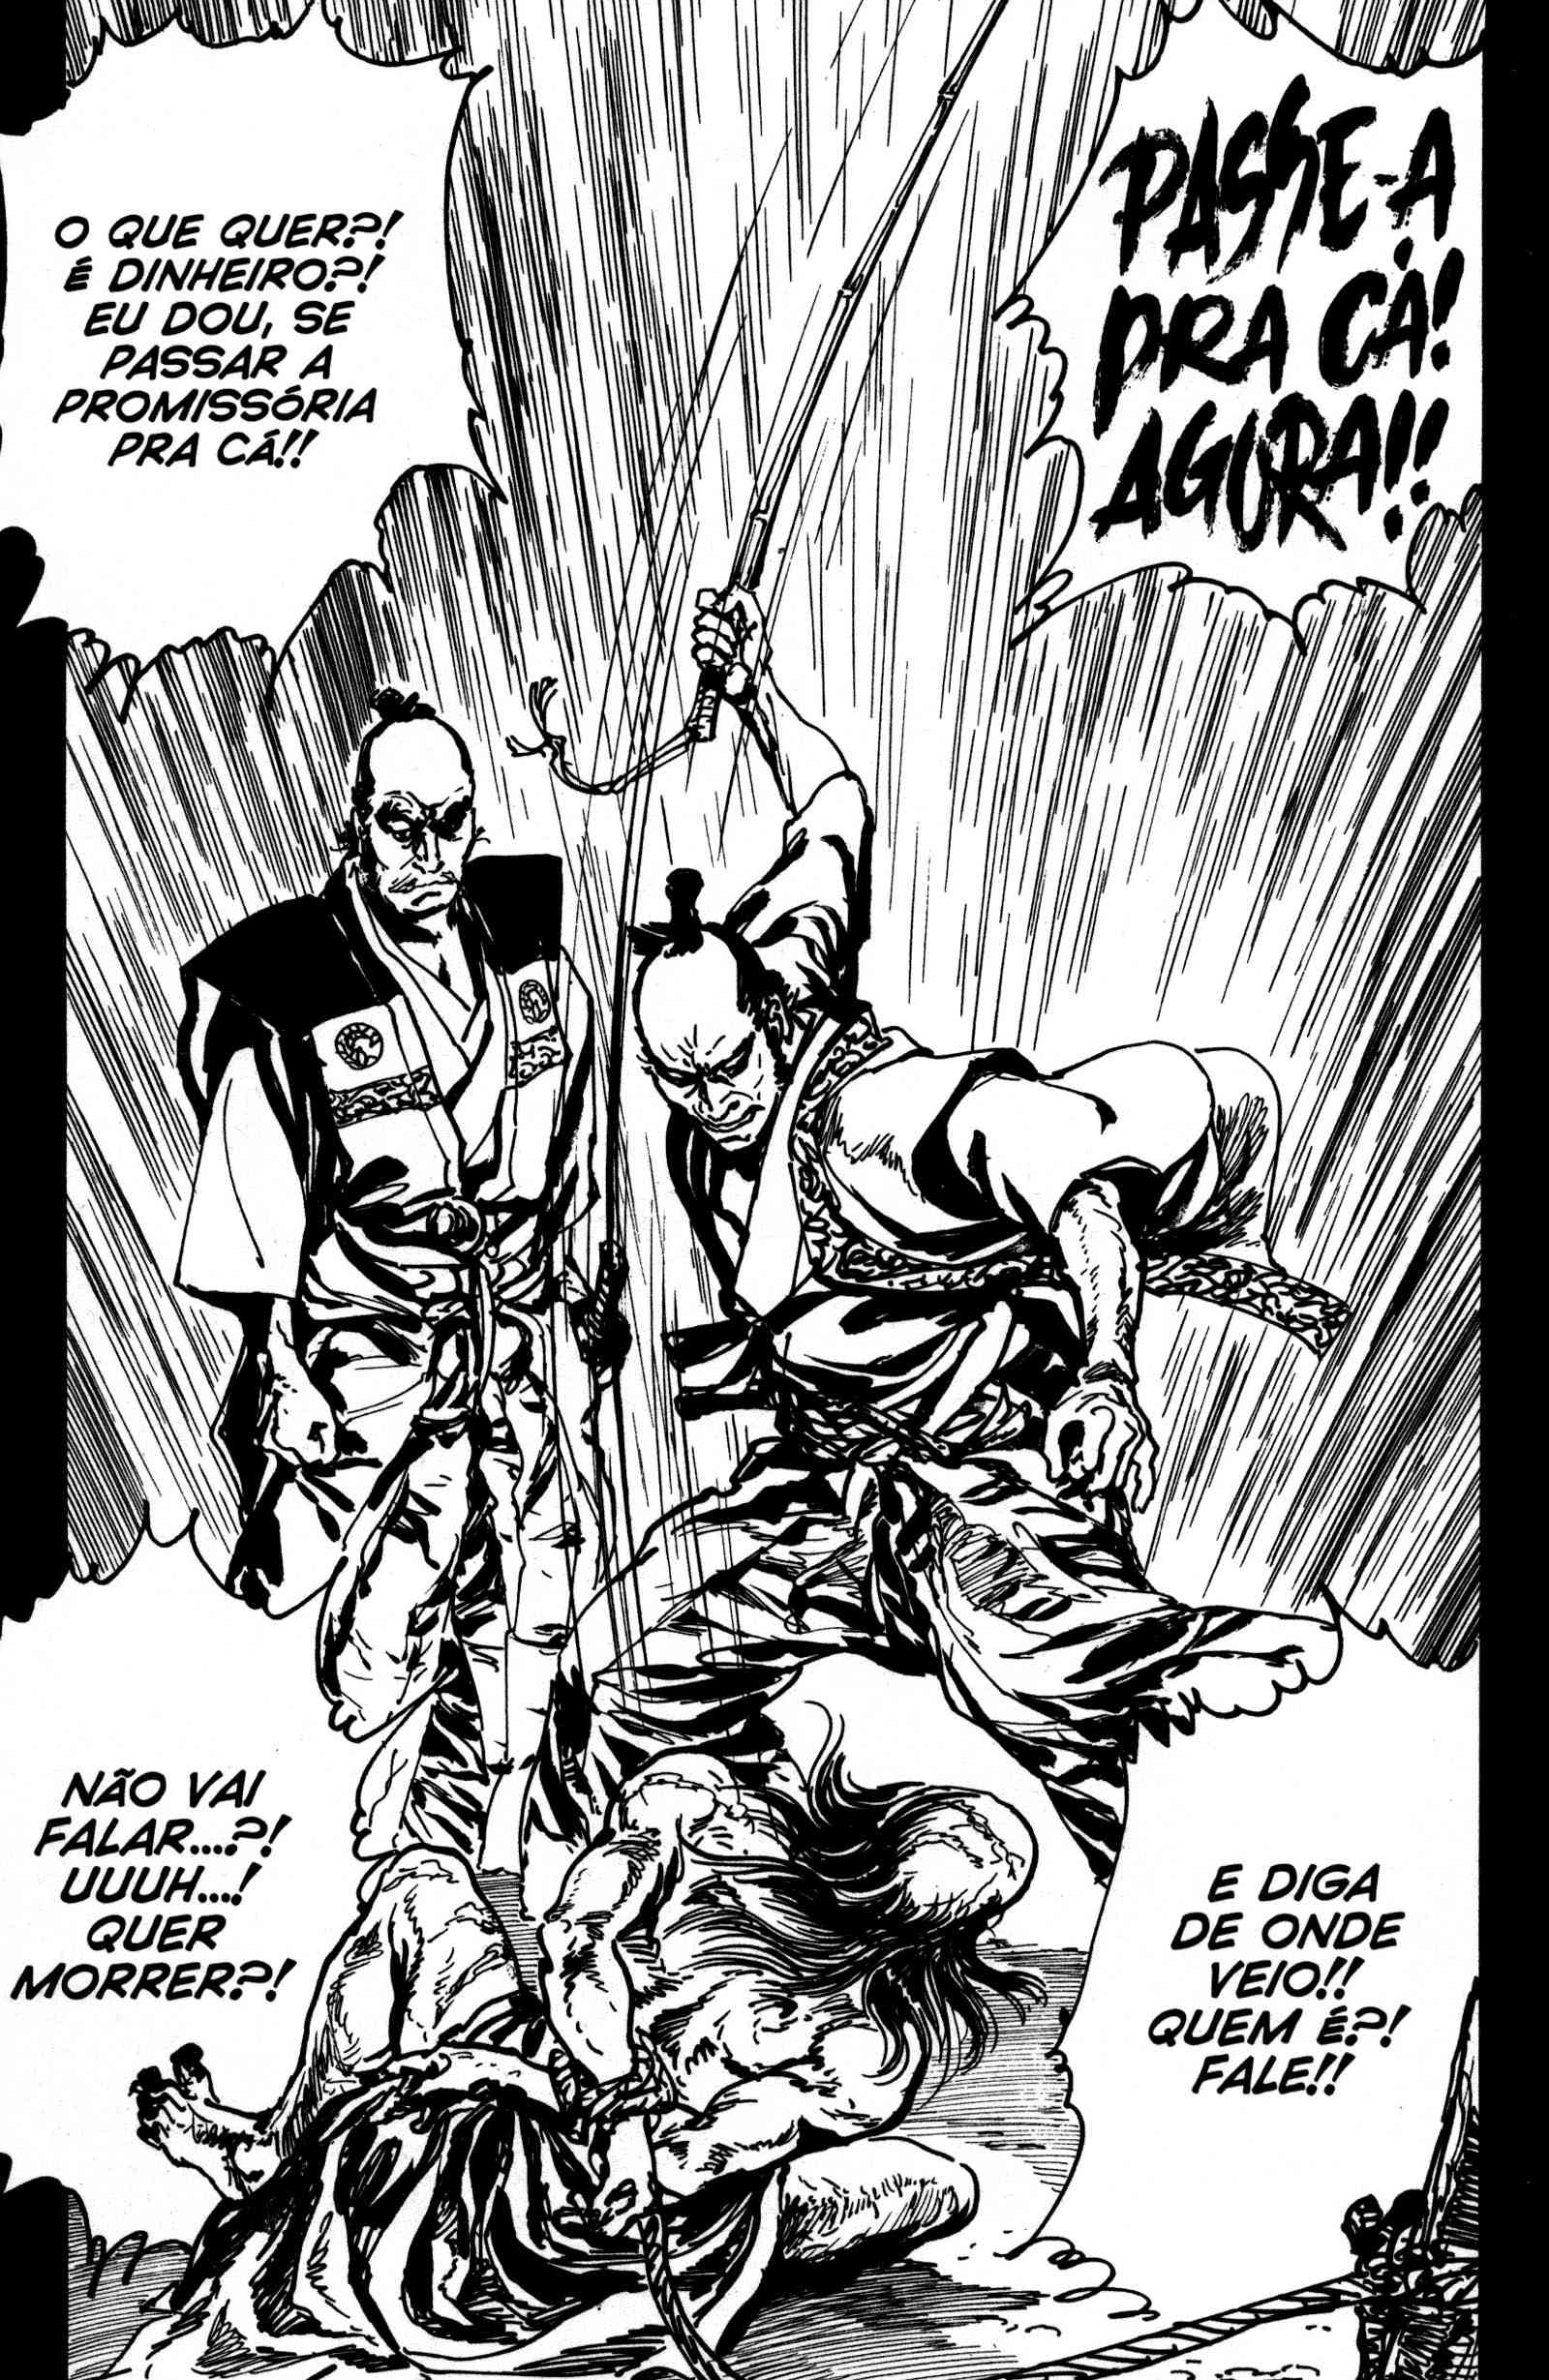 PASSE-A
PRA CÁ!
AGORA!!
O QUE QUER?!
É DINHEIRO?!
EU DOU, SE
PASSAR A
PROMISSÓRIA
PRA CÁ!!
E DIGA
DE ONDE
VEIO!!
QUEM É?!
FALE!!
NÃO VAI
FALAR...?!
UUUH...!
QUER
MORRER?!